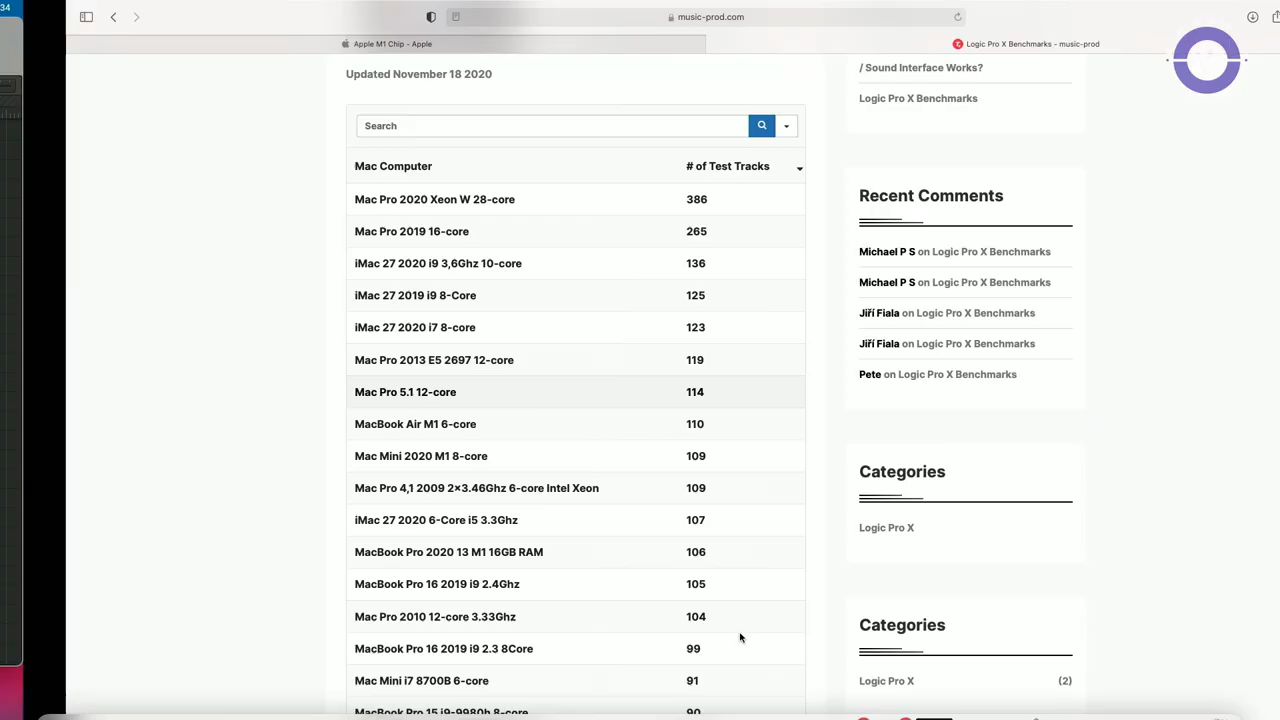 34
music-prod.com
Apple M1 Chip - Apple
Logic Pro X Benchmarks - music-prod
Updated November 18 2020
Search
Mac Computer # of Test Tracks
Mac Pro 2020 Xeon W 28-core 386
Mac Pro 2019 16-core 265
iMac 27 2020 i9 3,6Ghz 10-core 136
iMac 27 2019 i9 8-Core 125
iMac 27 2020 i7 8-core 123
Mac Pro 2013 E5 2697 12-core 119
Mac Pro 5.1 12-core 114
MacBook Air M1 6-core 110
Mac Mini 2020 M1 8-core 109
Mac Pro 4,1 2009 2×3.46Ghz 6-core Intel Xeon 109
iMac 27 2020 6-Core i5 3.3Ghz 107
MacBook Pro 2020 13 M1 16GB RAM 106
MacBook Pro 16 2019 i9 2.4Ghz 105
Mac Pro 2010 12-core 3.33Ghz 104
MacBook Pro 16 2019 i9 2.3 8Core 99
Mac Mini i7 8700B 6-core 91
MacBook Pro 15 i9-9980h 8-core 90
/ Sound Interface Works?
Logic Pro X Benchmarks
Recent Comments
Michael P S on Logic Pro X Benchmarks
Michael P S on Logic Pro X Benchmarks
Jiří Fiala on Logic Pro X Benchmarks
Jiří Fiala on Logic Pro X Benchmarks
Pete on Logic Pro X Benchmarks
Categories
Logic Pro X
Categories
Logic Pro X (2)